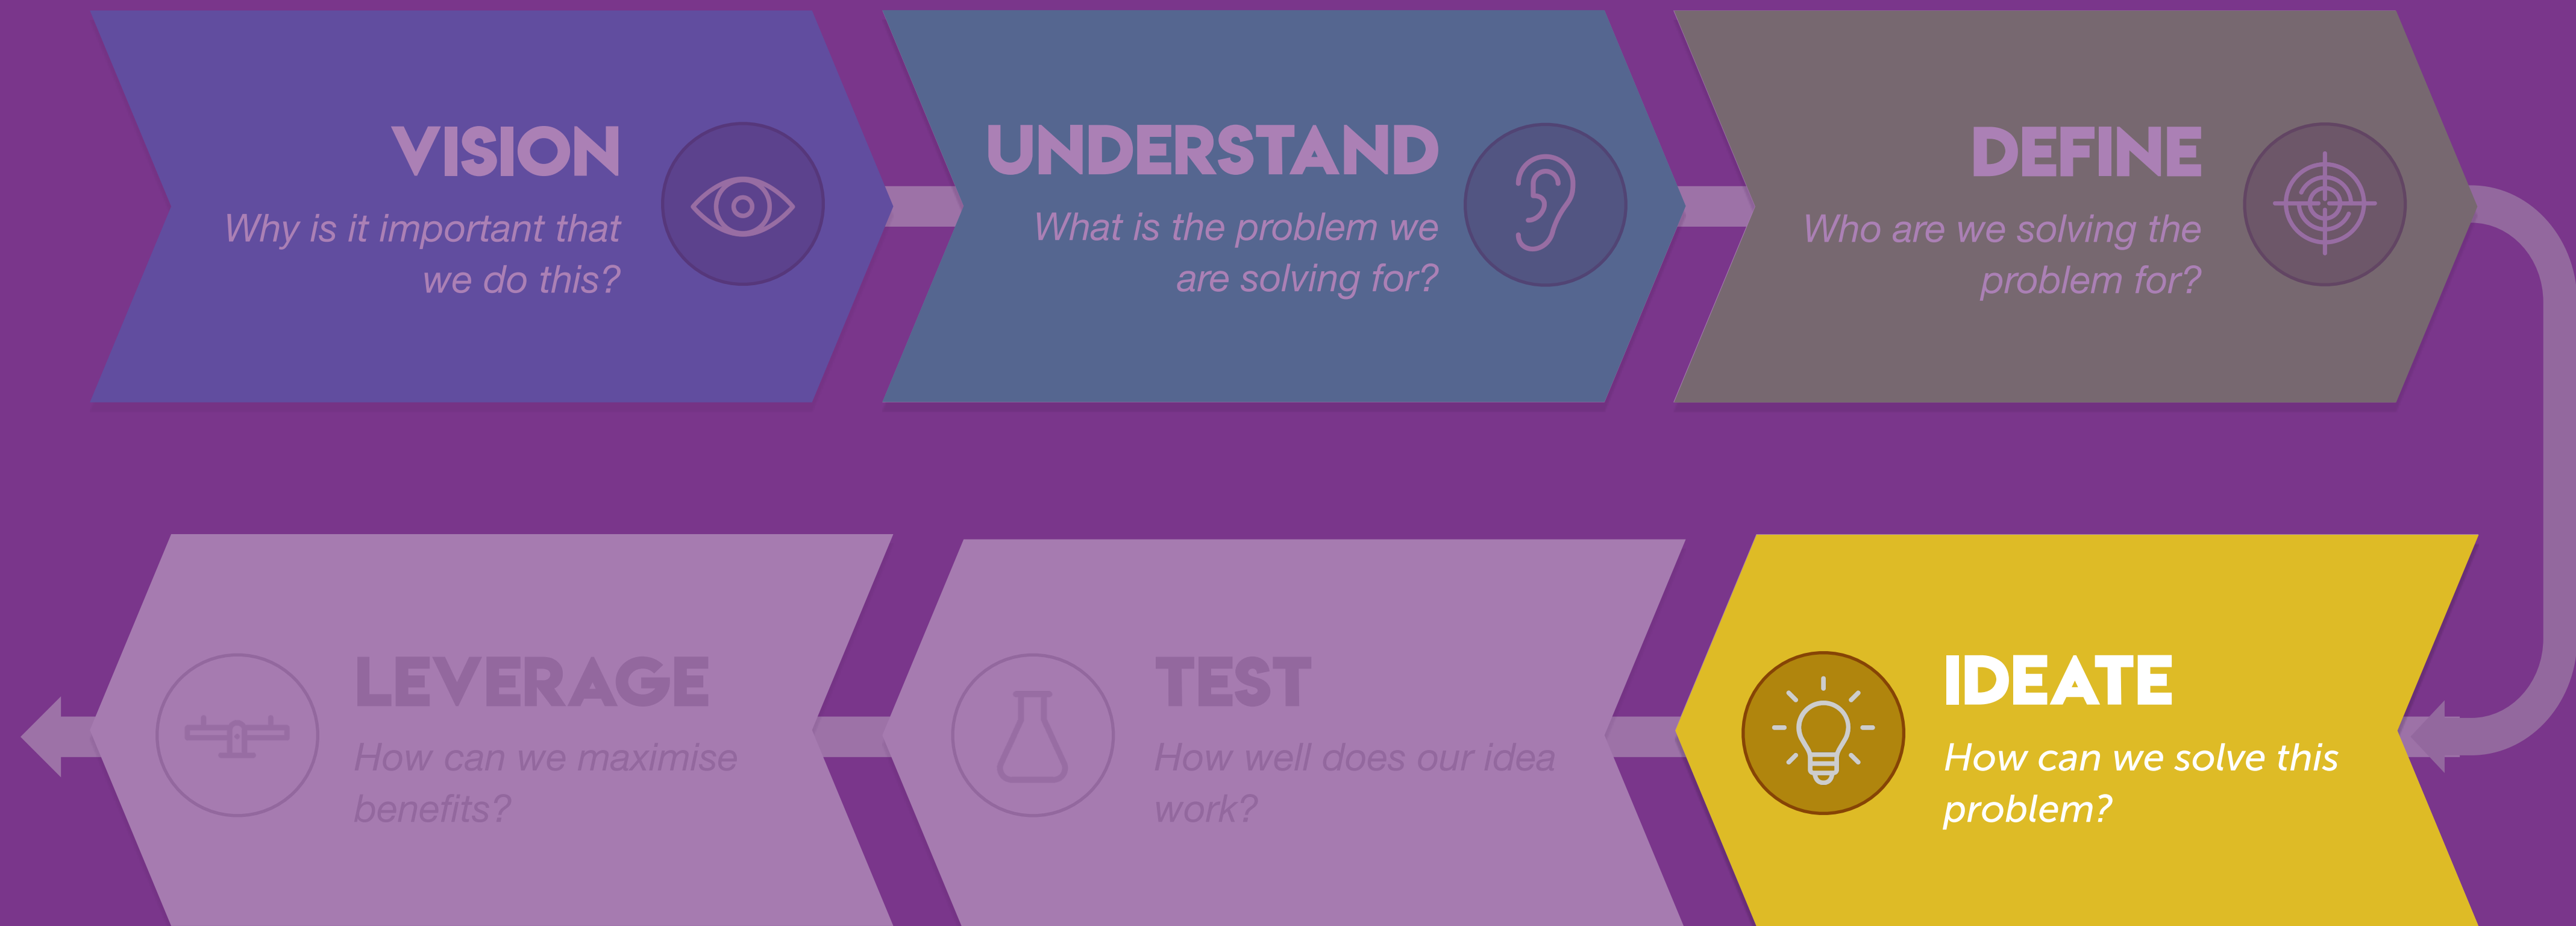 VISION
Why is it important that
we do this?
UNDERSTAND
What is the problem we
are solving for?
DEFINE
Who are we solving the
problem for?
IDEATE
How can we solve this
problem?
TEST
How well does our idea
work?
LEVERAGE
How can we maximise
benefits?